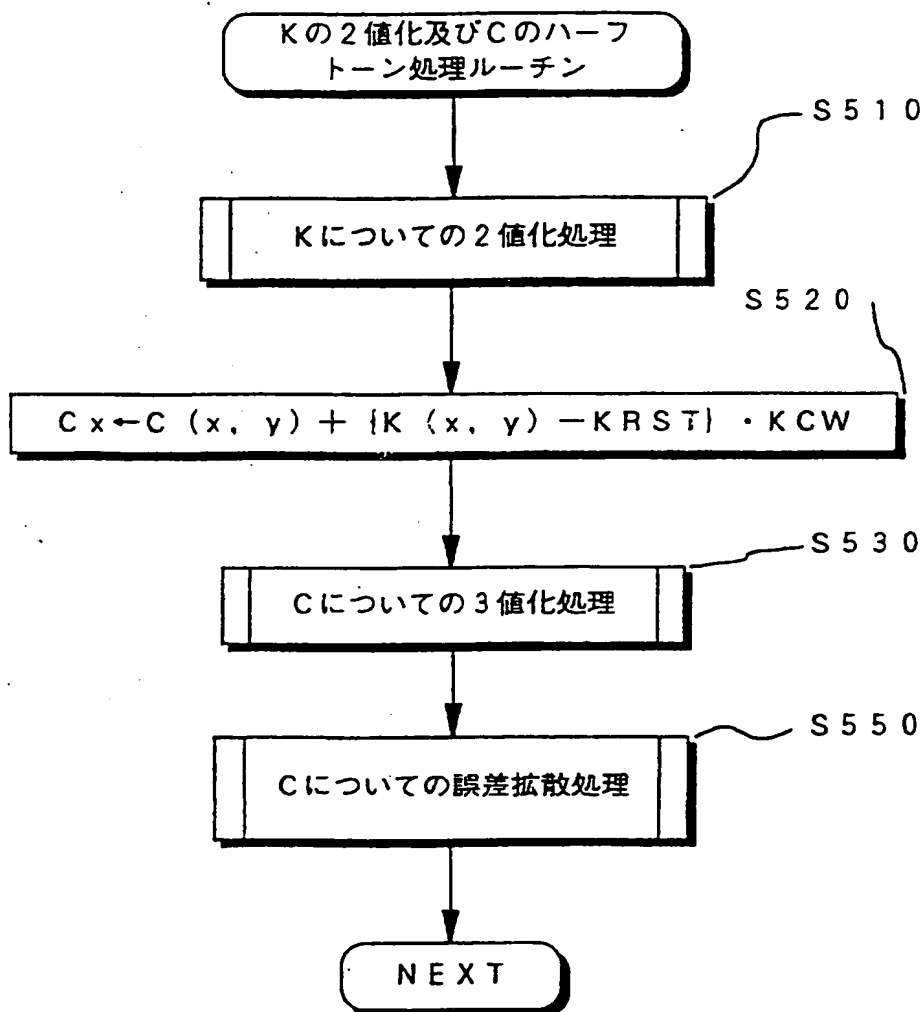 Kの2値化及びCのハーフ
トーン処理ルーチン
S510
Kについての2値化処理
S520
Cx←C(x, y)+{K(x, y)-KRST}・KCW
S530
Cについての3値化処理
S550
Cについての誤差拡散処理
NEXT